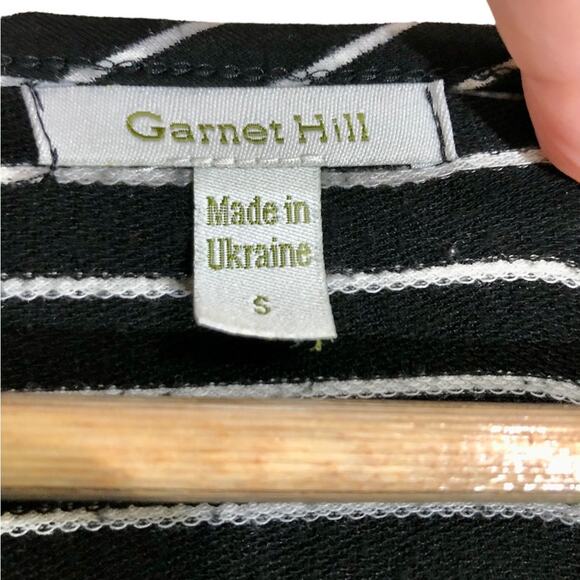 Garnet Hill
Made in
Ukraine
S